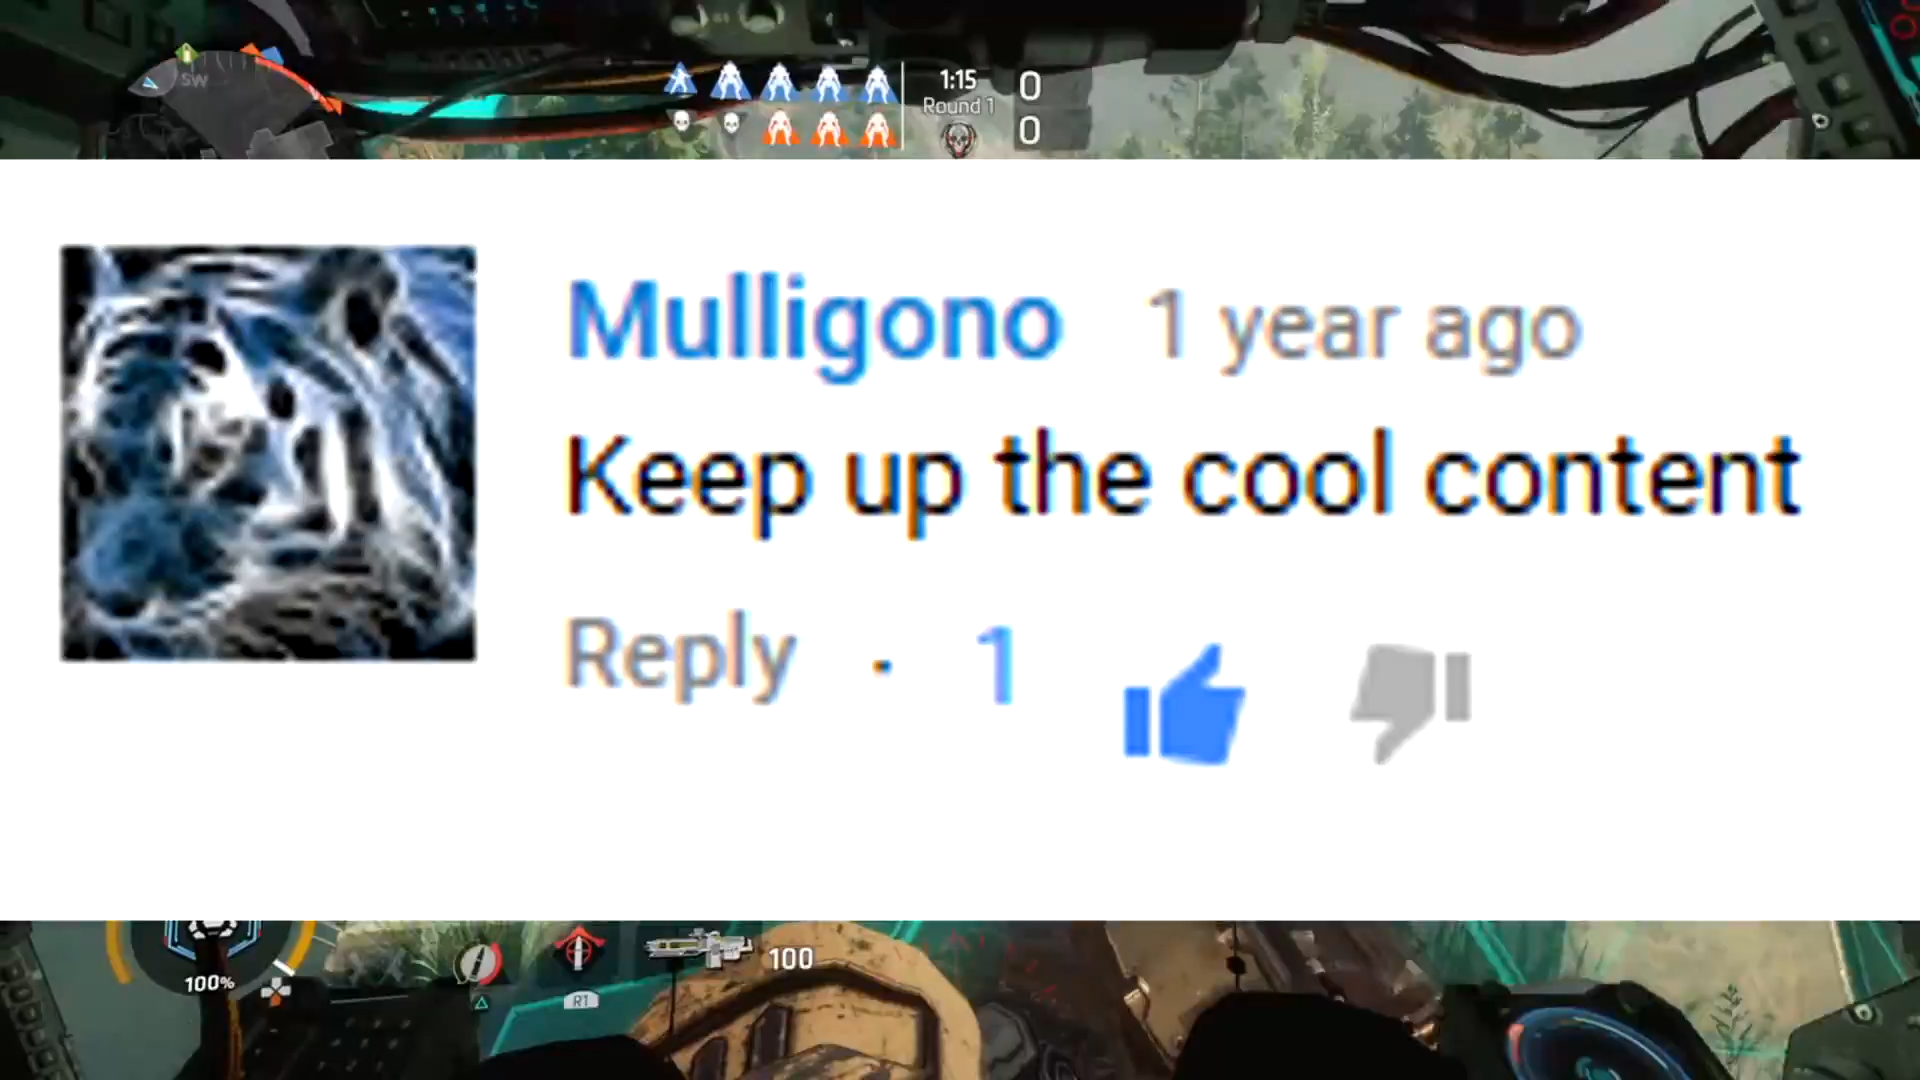 SW
1:15
Round 1
0
0
Mulligono 1 year ago
Keep up the cool content
Reply · 1
100%
R1
100